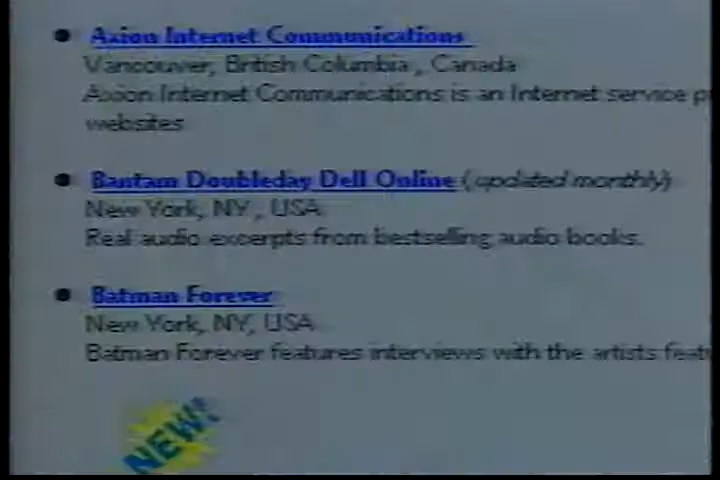 Axion Internet Communications
Vancouver, British Columbia, Canada
Axion Internet Communications is an Internet service
websites
Bantam Doubleday Dell Online (updated monthly)
New York, NY, USA
Real audio excerpts from bestselling audio books.
Batman Forever
New York, NY, USA
Batman Forever features interviews with the artists
NEW!